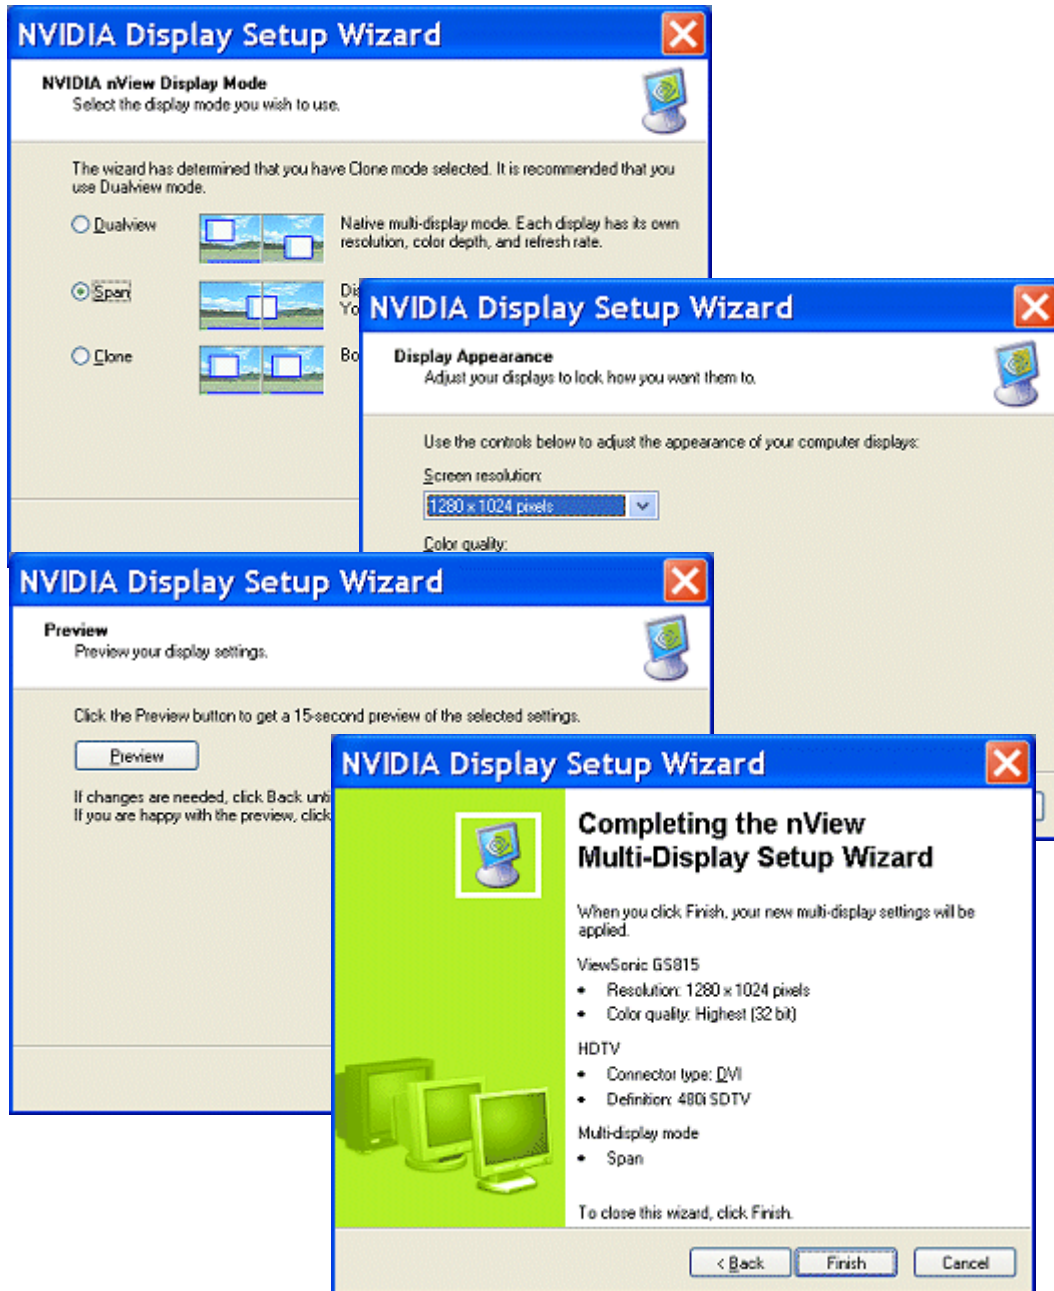 NVIDIA Display Setup Wizard
NVIDIA nView Display Mode
Select the display mode you wish to use.
The wizard has determined that you have Clone mode selected. It is recommended that you
use Dualview mode.
Dualview
Native multi-display mode. Each display has its own
resolution, color depth, and refresh rate.
Span
Clone
NVIDIA Display Setup Wizard
Display Appearance
Adjust your displays to look how you want them to.
Use the controls below to adjust the appearance of your computer displays:
Screen resolution:
1280 x 1024 pixels
Color quality:
NVIDIA Display Setup Wizard
Preview
Preview your display settings.
Click the Preview button to get a 15-second preview of the selected settings.
Preview
If changes are needed, click Back
If you are happy with the preview, click
NVIDIA Display Setup Wizard
Completing the nView
Multi-Display Setup Wizard
When you click Finish, your new multi-display settings will be
applied.
ViewSonic GS815
• Resolution: 1280 x 1024 pixels
• Color quality: Highest (32 bit)
HDTV
• Connector type: DVI
• Definition: 480i SDTV
Multi-display mode
• Span
To close this wizard, click Finish.
< Back
Finish
Cancel